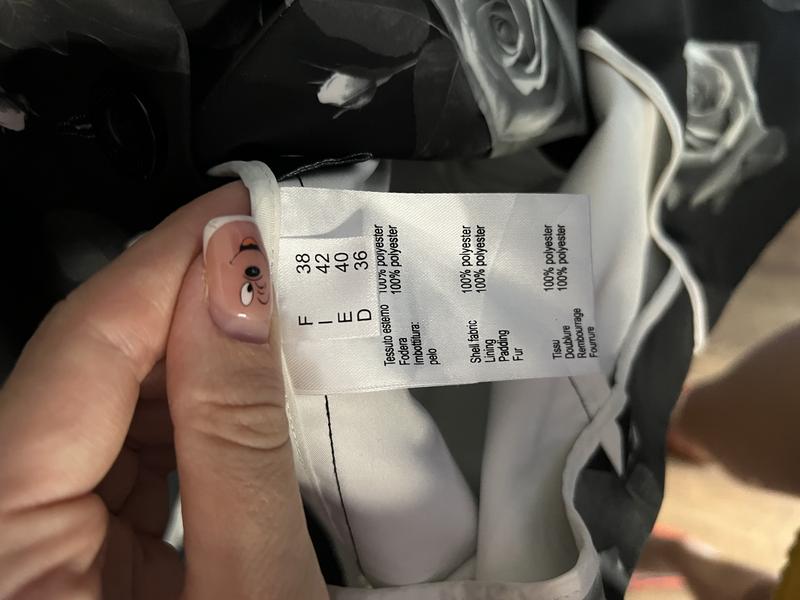 F 38
I 42
E 40
D 36
Tessuto esterno 100% polyester
Fodera 100% polyester
Imbottitura:
pelo
Shell fabric 100% polyester
Lining 100% polyester
Padding
Fur
Tissu 100% polyester
Doublure 100% polyester
Rembourrage
Fourrure